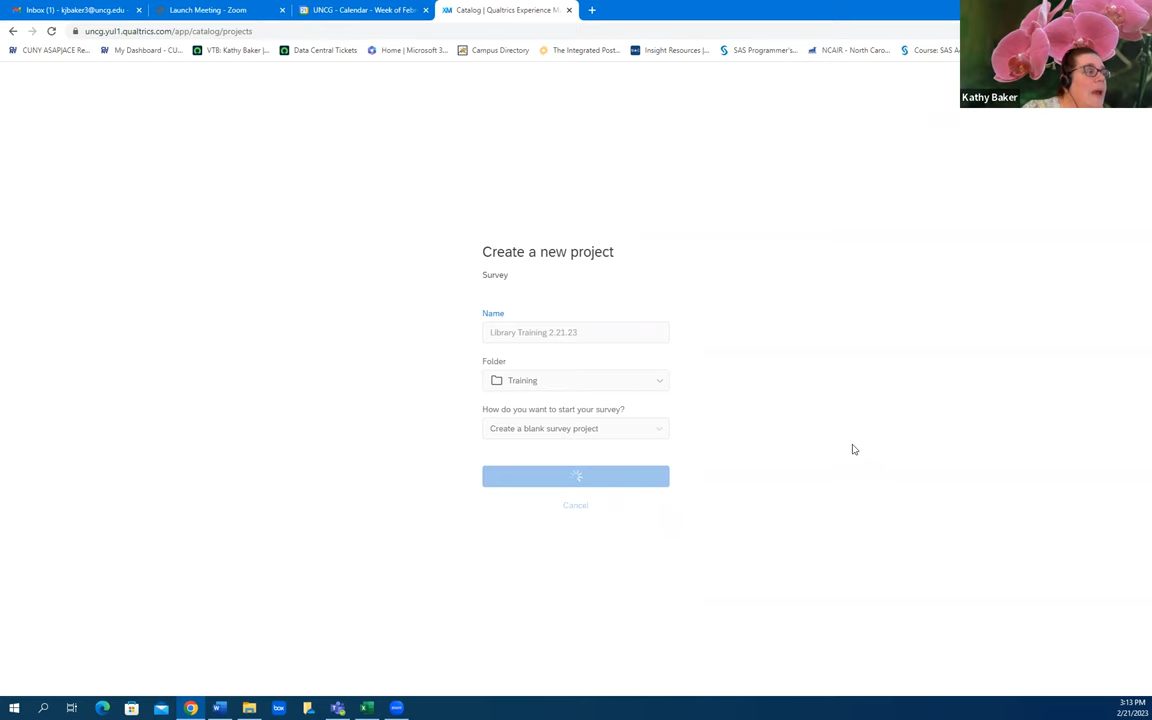 Inbox (1) - kjbaker3@uncg.edu -
Launch Meeting - Zoom
UNCG - Calendar - Week of Feb
Catalog | Qualtrics Experience M
uncg.yul1.qualtrics.com/app/catalog/projects
CUNY ASAP|ACE Re...
My Dashboard - CU...
VTB: Kathy Baker |...
Data Central Tickets
Home | Microsoft 3...
Campus Directory
The Integrated Post...
Insight Resources |...
SAS Programmer's...
NCAIR - North Caro...
Course: SAS A
Kathy Baker
Create a new project
Survey
Name
Library Training 2.21.23
Folder
Training
How do you want to start your survey?
Create a blank survey project
Cancel
3:13 PM
2/21/2023